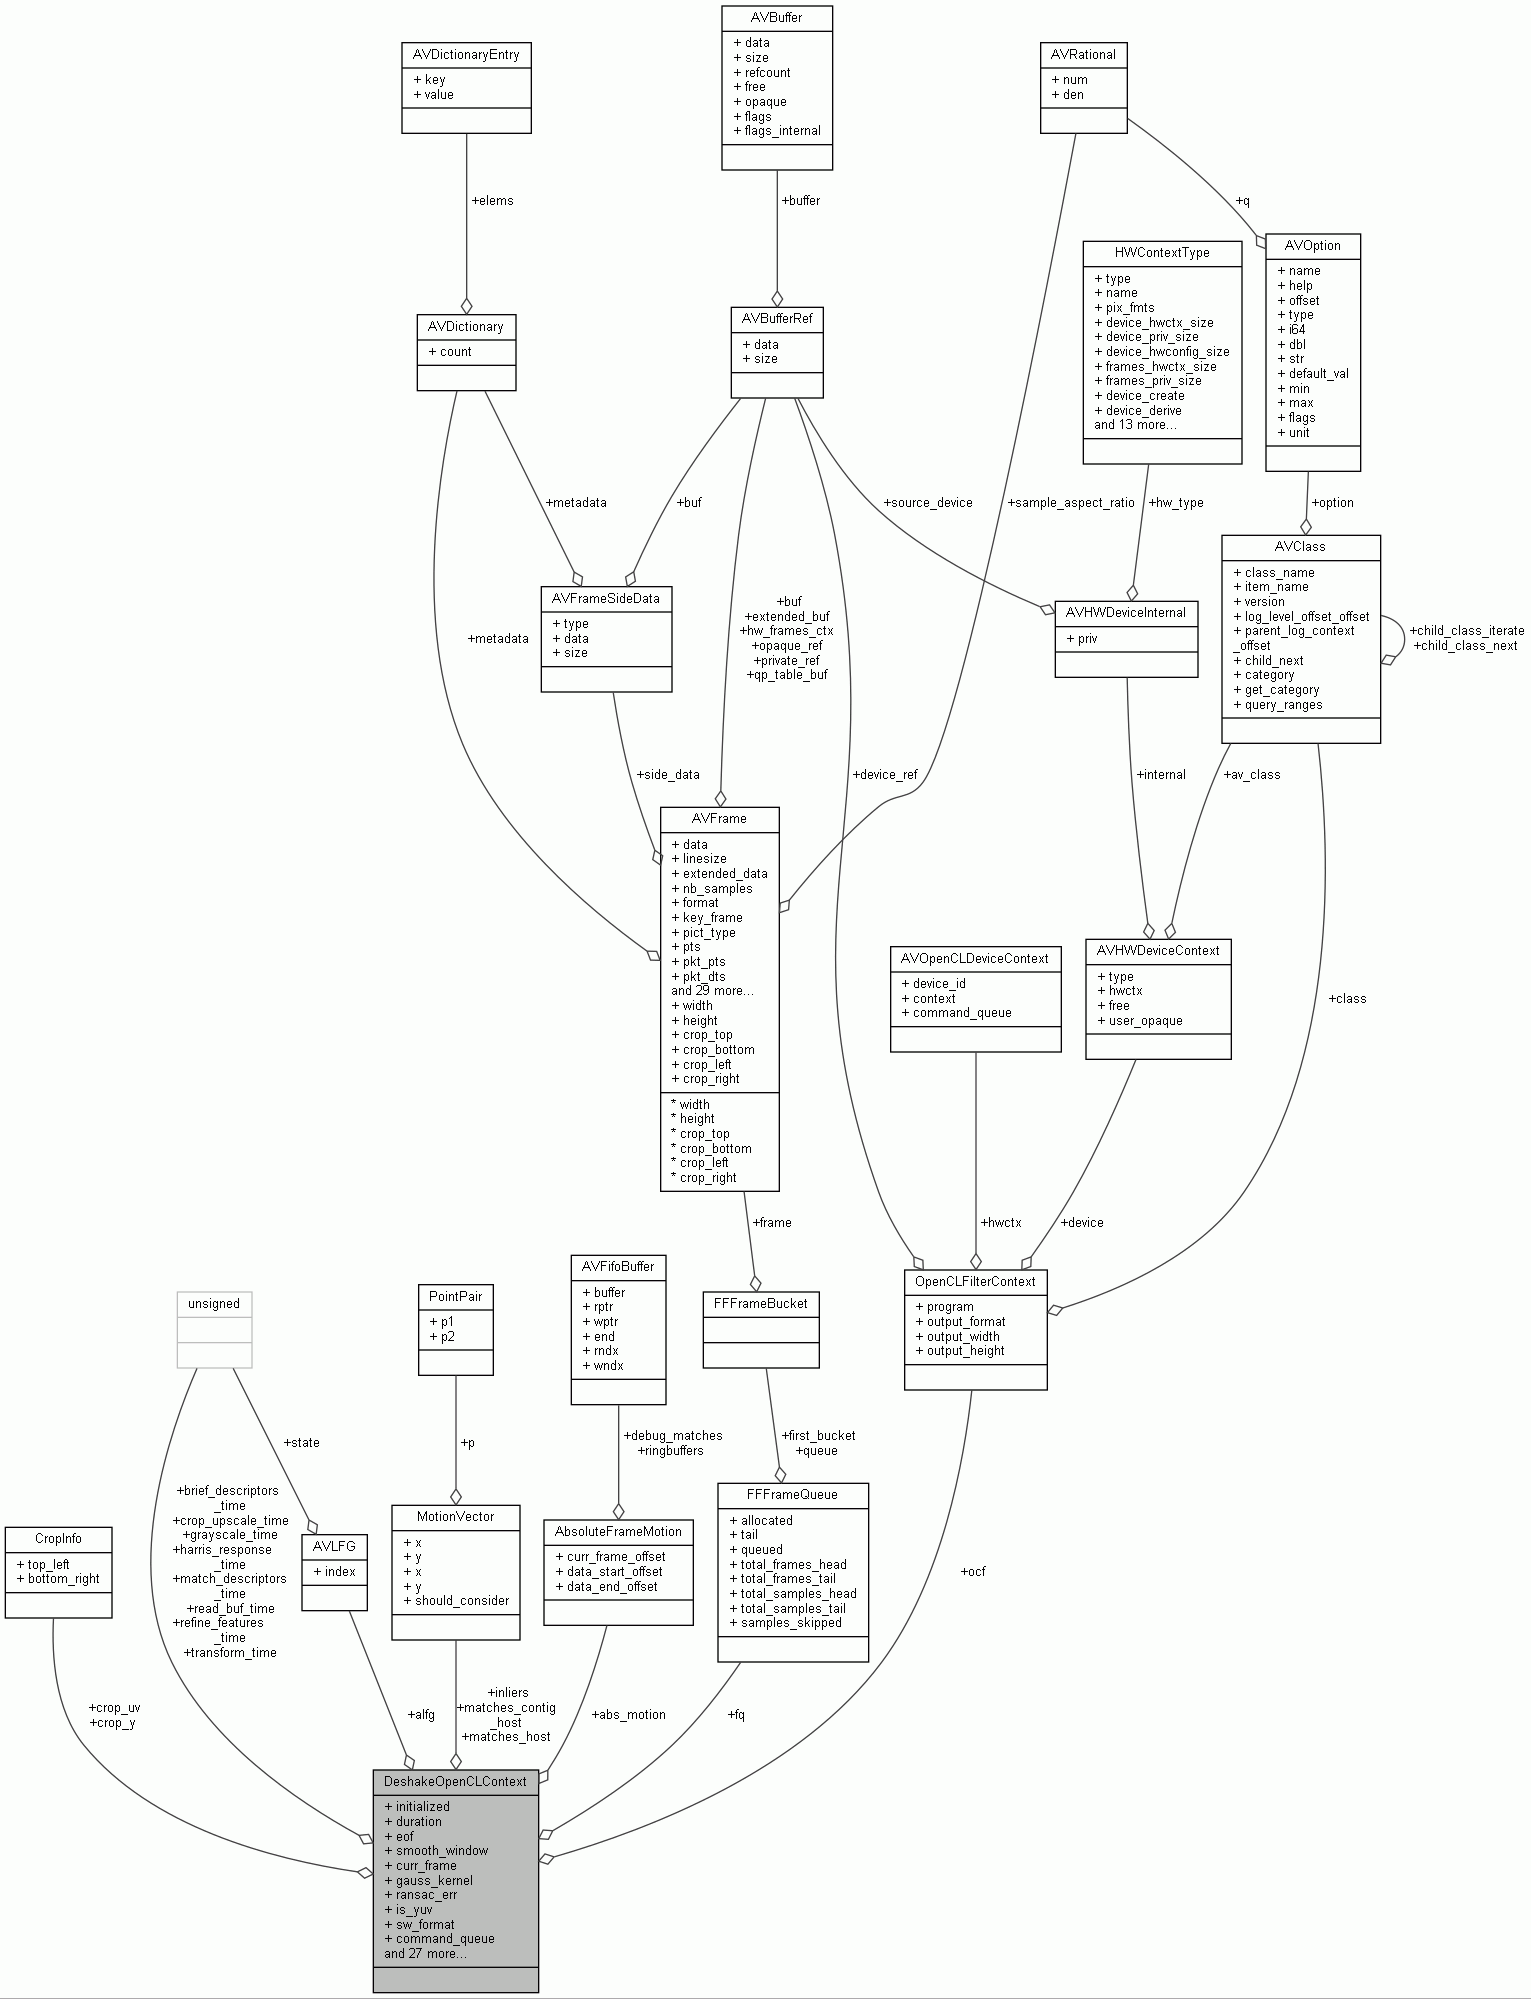 AVBuffer
+ data
+ size
+ refcount
+ free
+ opaque
+ flags
+ flags_internal
AVDictionaryEntry
+ key
+ value
AVRational
+ num
+ den
+elems
+buffer
+q
AVOption
+ name
+ help
+ offset
+ type
+ i64
+ dbl
+ str
+ default_val
+ min
+ max
+ flags
+ unit
HWContextType
+ type
+ name
+ pix_fmts
+ device_hwctx_size
+ device_priv_size
+ device_hwconfig_size
+ frames_hwctx_size
+ frames_priv_size
+ device_create
+ device_derive
and 13 more...
AVDictionary
+ count
AVBufferRef
+ data
+ size
+metadata
+buf
+source_device
+sample_aspect_ratio
+hw_type
+option
AVClass
+ class_name
+ item_name
+ version
+ log_level_offset_offset
+ parent_log_context
_offset
+ child_next
+ category
+ get_category
+ query_ranges
+child_class_iterate
+child_class_next
AVFrameSideData
+ type
+ data
+ size
+metadata
+buf
+extended_buf
+hw_frames_ctx
+opaque_ref
+private_ref
+qp_table_buf
AVHWDeviceInternal
+ priv
+side_data
+device_ref
+internal
+av_class
AVFrame
+ data
+ linesize
+ extended_data
+ nb_samples
+ format
+ key_frame
+ pict_type
+ pts
+ pkt_pts
+ pkt_dts
and 29 more...
+ width
+ height
+ crop_top
+ crop_bottom
+ crop_left
+ crop_right
* width
* height
* crop_top
* crop_bottom
* crop_left
* crop_right
AVOpenCLDeviceContext
+ device_id
+ context
+ command_queue
AVHWDeviceContext
+ type
+ hwctx
+ free
+ user_opaque
+class
+frame
+hwctx
+device
AVFifoBuffer
+ buffer
+ rptr
+ wptr
+ end
+ rndx
+ wndx
OpenCLFilterContext
+ program
+ output_format
+ output_width
+ output_height
PointPair
+ p1
+ p2
unsigned
FFFrameBucket
+state
+p
+debug_matches
+ringbuffers
+first_bucket
+queue
+brief_descriptors
_time
+crop_upscale_time
+grayscale_time
+harris_response
_time
+match_descriptors
_time
+read_buf_time
+refine_features
_time
+transform_time
FFFrameQueue
+ allocated
+ tail
+ queued
+ total_frames_head
+ total_frames_tail
+ total_samples_head
+ total_samples_tail
+ samples_skipped
MotionVector
+ x
+ y
+ x
+ y
+ should_consider
AbsoluteFrameMotion
+ curr_frame_offset
+ data_start_offset
+ data_end_offset
CropInfo
+ top_left
+ bottom_right
AVLFG
+ index
+ocf
+crop_uv
+crop_y
+alfg
+inliers
+matches_contig
_host
+matches_host
+abs_motion
+fq
DeshakeOpenCLContext
+ initialized
+ duration
+ eof
+ smooth_window
+ curr_frame
+ gauss_kernel
+ ransac_err
+ is_yuv
+ sw_format
+ command_queue
and 27 more...